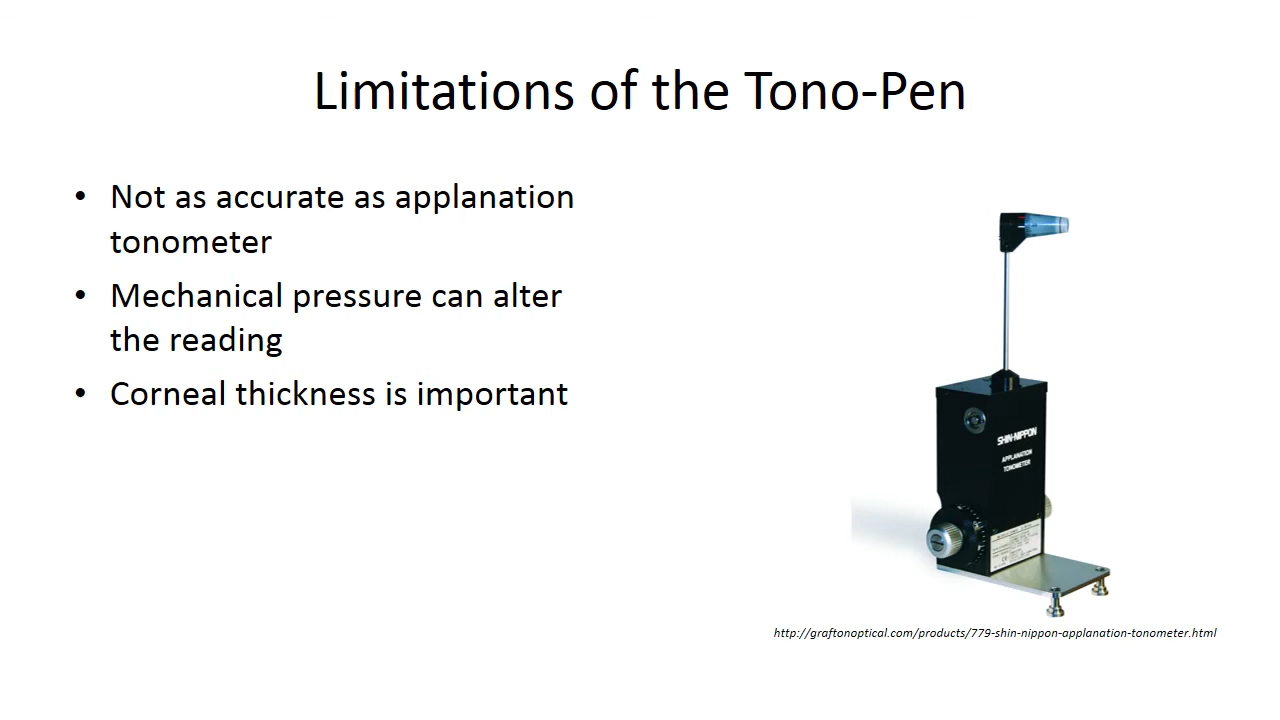 Limitations of the Tono-Pen
• Not as accurate as applanation
tonometer
• Mechanical pressure can alter
the reading
• Corneal thickness is important
SHIN-NIPPON
APPLANATION
TONOMETER
http://graftonoptical.com/products/779-shin-nippon-applanation-tonometer.html